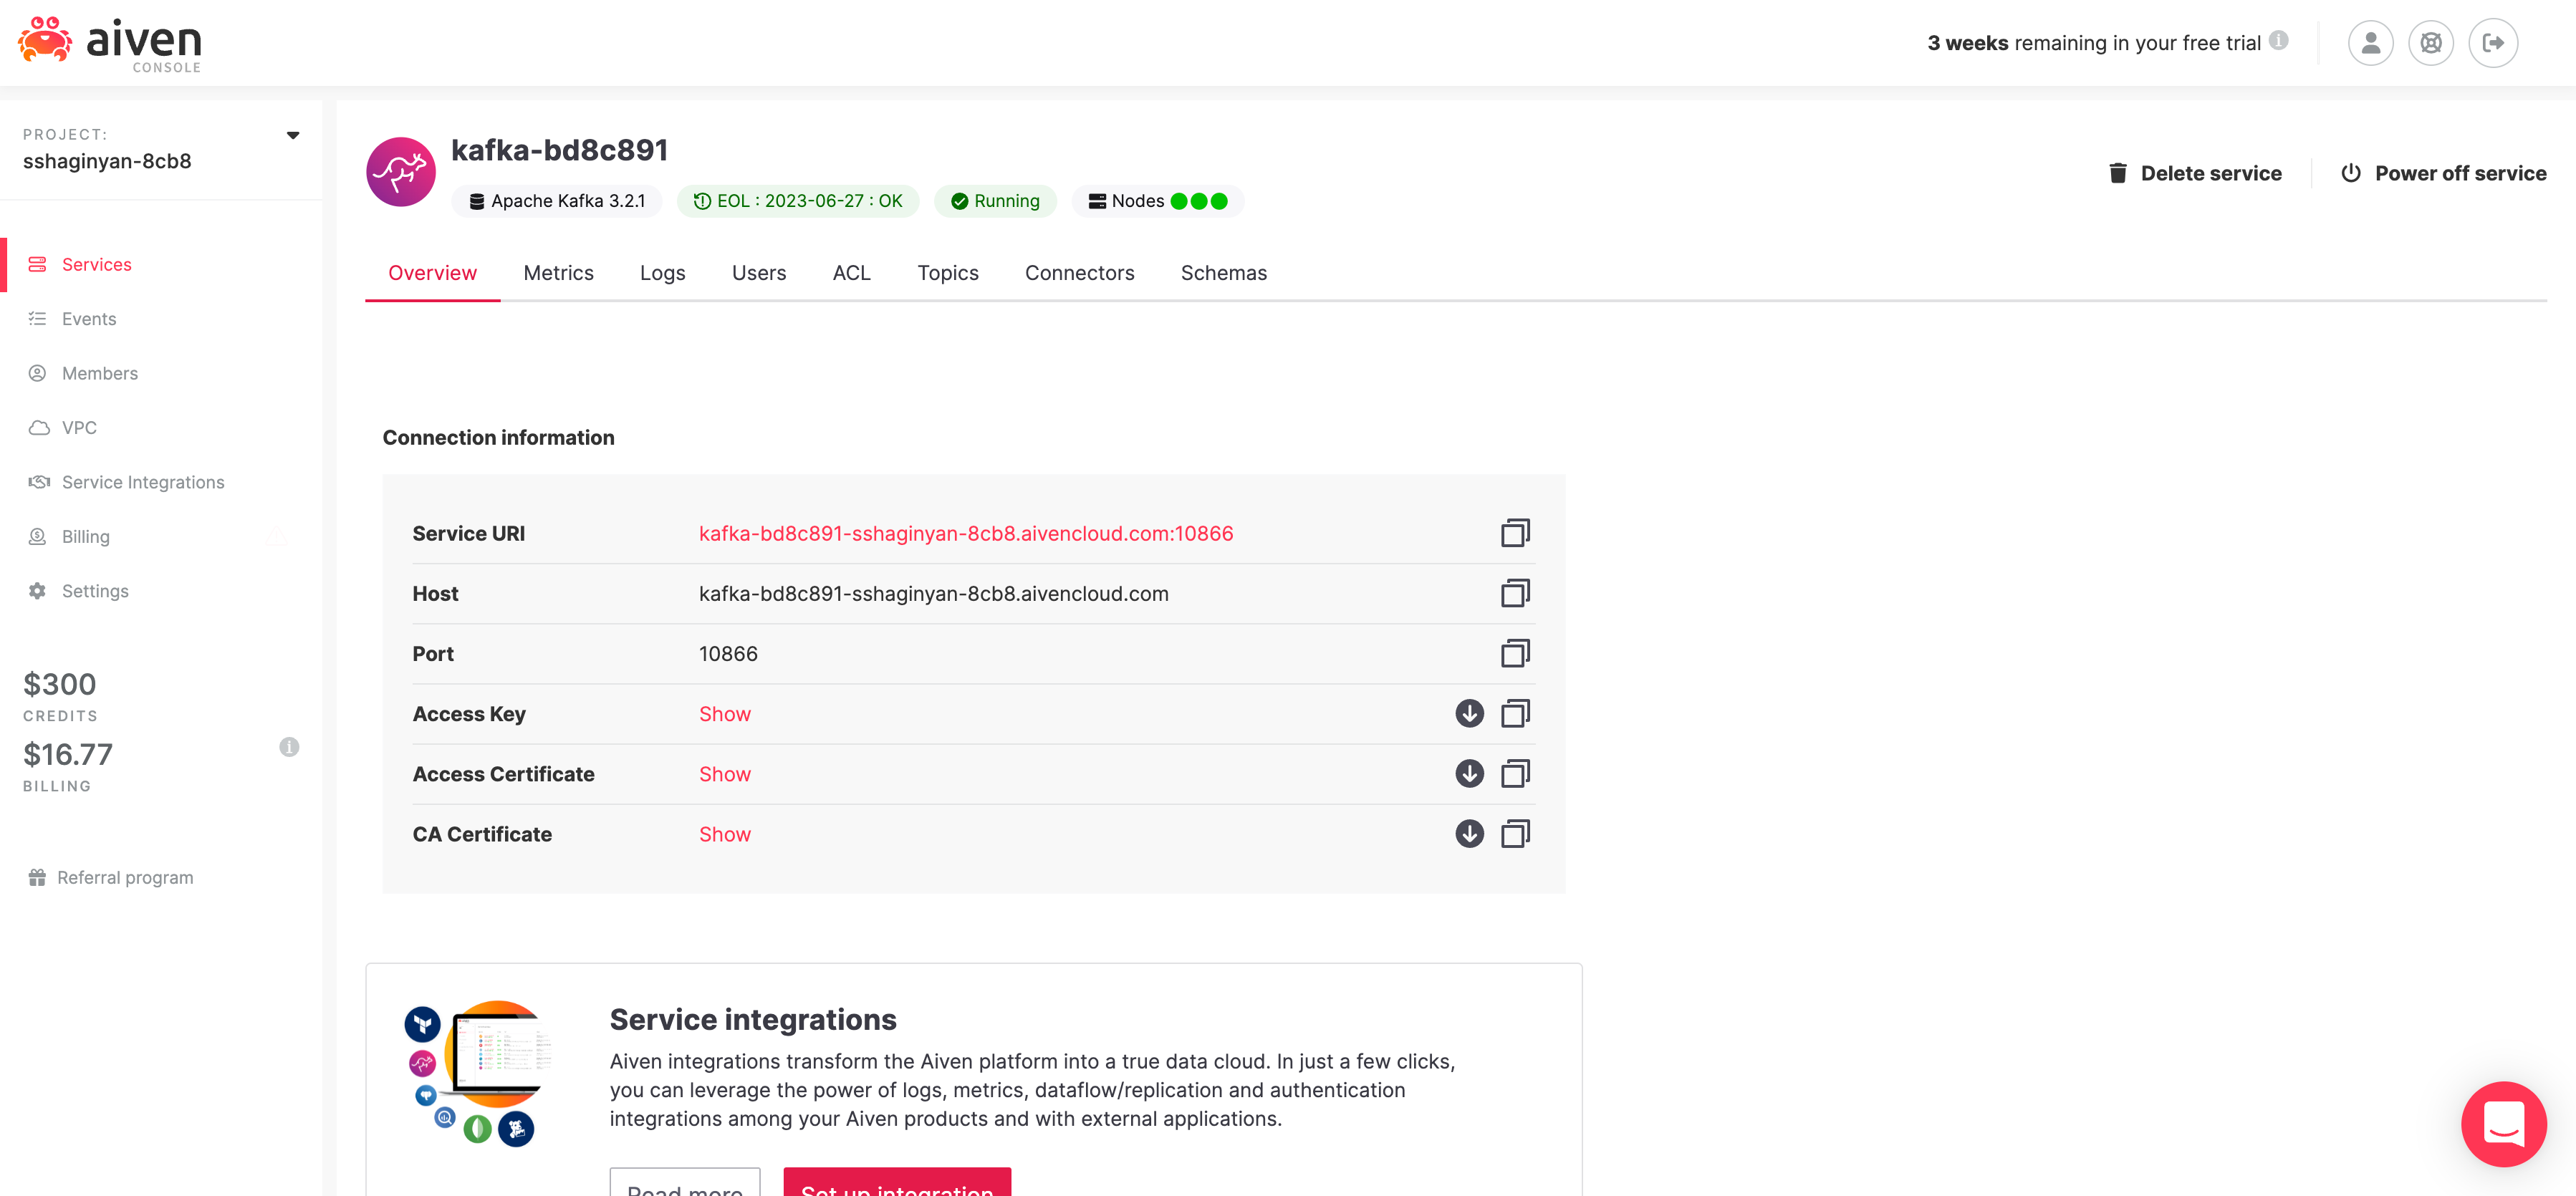 aiven
CONSOLE
3 weeks remaining in your free trial
PROJECT:
sshaginyan-8cb8
Services
Events
Members
VPC
Service Integrations
Billing
Settings
$300
CREDITS
$16.77
BILLING
Referral program
kafka-bd8c891
Apache Kafka 3.2.1
EOL : 2023-06-27 : OK
Running
Nodes
Delete service
Power off service
Overview Metrics Logs Users ACL Topics Connectors Schemas
Connection information
Service URI kafka-bd8c891-sshaginyan-8cb8.aivencloud.com:10866
Host kafka-bd8c891-sshaginyan-8cb8.aivencloud.com
Port 10866
Access Key Show
Access Certificate Show
CA Certificate Show
Service integrations
Aiven integrations transform the Aiven platform into a true data cloud. In just a few clicks,
you can leverage the power of logs, metrics, dataflow/replication and authentication
integrations among your Aiven products and with external applications.
Read more
Set up integration